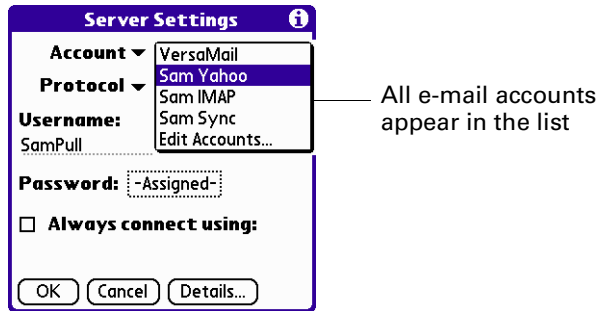 Server Settings
Account
VersaMail
Sam Yahoo
Protocol
Sam IMAP
Username:
Sam Sync
SamPull
Edit Accounts...
All e-mail accounts
appear in the list
Password: -Assigned-
Always connect using:
OK Cancel Details...